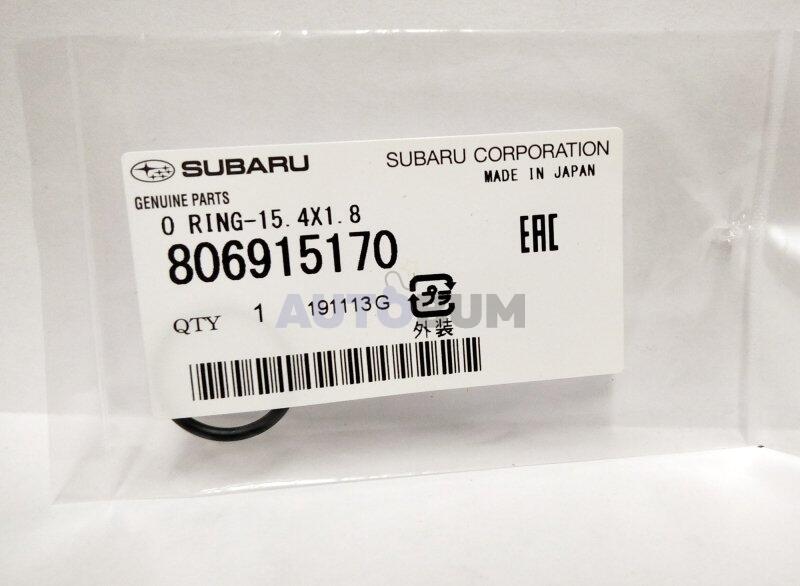 SUBARU
SUBARU CORPORATION
MADE IN JAPAN
GENUINE PARTS
O RING-15.4X1.8
806915170
EAC
QTY 1 191113G
プラ
外装